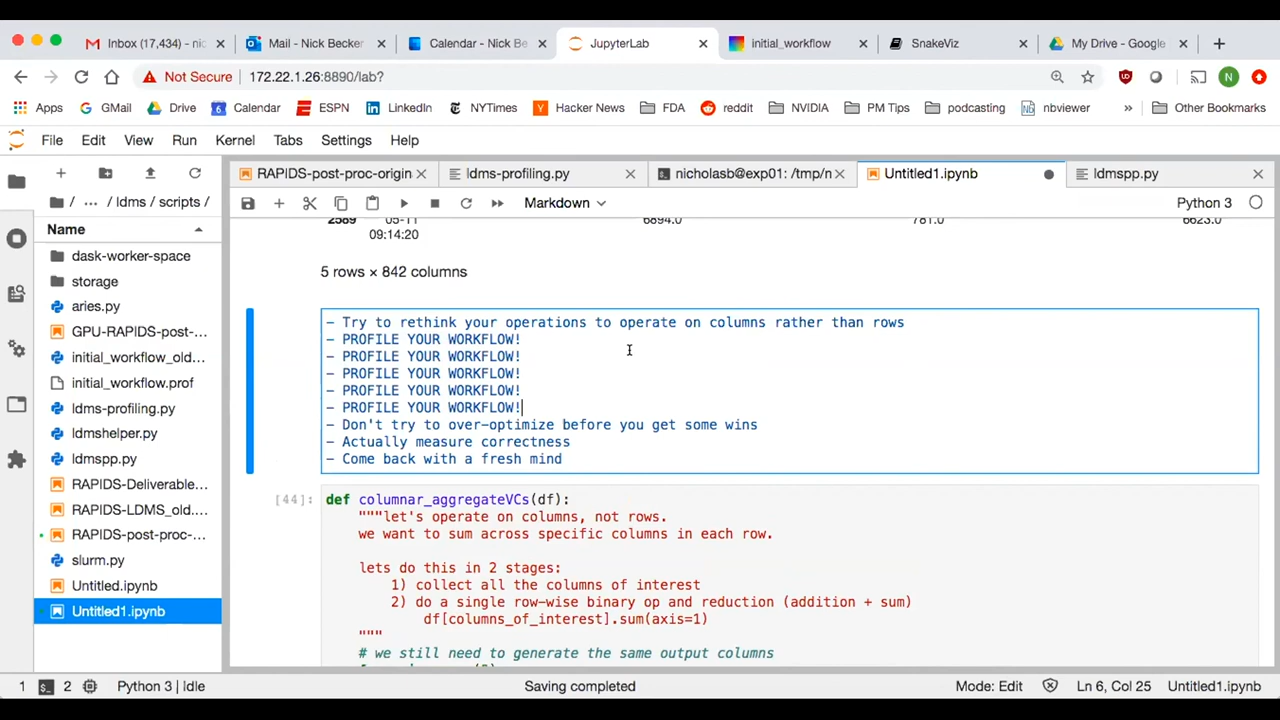 Inbox (17,434) - nick
Mail - Nick Becker
Calendar - Nick Be
JupyterLab
initial_workflow
SnakeViz
My Drive - Google
Not Secure | 172.22.1.26:8890/lab?
N
Apps
GMail
Drive
Calendar
ESPN
LinkedIn
NYTimes
Hacker News
FDA
reddit
NVIDIA
PM Tips
podcasting
nbviewer
»
Other Bookmarks
File Edit View Run Kernel Tabs Settings Help
RAPIDS-post-proc-origin
ldms-profiling.py
nicholasb@exp01: /tmp/n
Untitled1.ipynb
ldmspp.py
/ ... / ldms / scripts /
Markdown
Python 3
Name
dask-worker-space
storage
aries.py
GPU-RAPIDS-post-...
initial_workflow_old...
initial_workflow.prof
ldms-profiling.py
ldmshelper.py
ldmspp.py
RAPIDS-Deliverable...
RAPIDS-LDMS_old....
RAPIDS-post-proc-...
slurm.py
Untitled.ipynb
Untitled1.ipynb
2589 05-11 6894.0 781.0 6623.0
09:14:20
5 rows × 842 columns
- Try to rethink your operations to operate on columns rather than rows
- PROFILE YOUR WORKFLOW!
- PROFILE YOUR WORKFLOW!
- PROFILE YOUR WORKFLOW!
- PROFILE YOUR WORKFLOW!
- PROFILE YOUR WORKFLOW!
- Don't try to over-optimize before you get some wins
- Actually measure correctness
- Come back with a fresh mind
[44]: def columnar_aggregateVCs(df):
"""let's operate on columns, not rows.
we want to sum across specific columns in each row.
lets do this in 2 stages:
1) collect all the columns of interest
2) do a single row-wise binary op and reduction (addition + sum)
df[columns_of_interest].sum(axis=1)
"""
# we still need to generate the same output columns
1 2 Python 3 | Idle
Saving completed
Mode: Edit
Ln 6, Col 25
Untitled1.ipynb